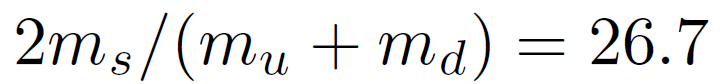 2m_s/(m_u + m_d) = 26.7